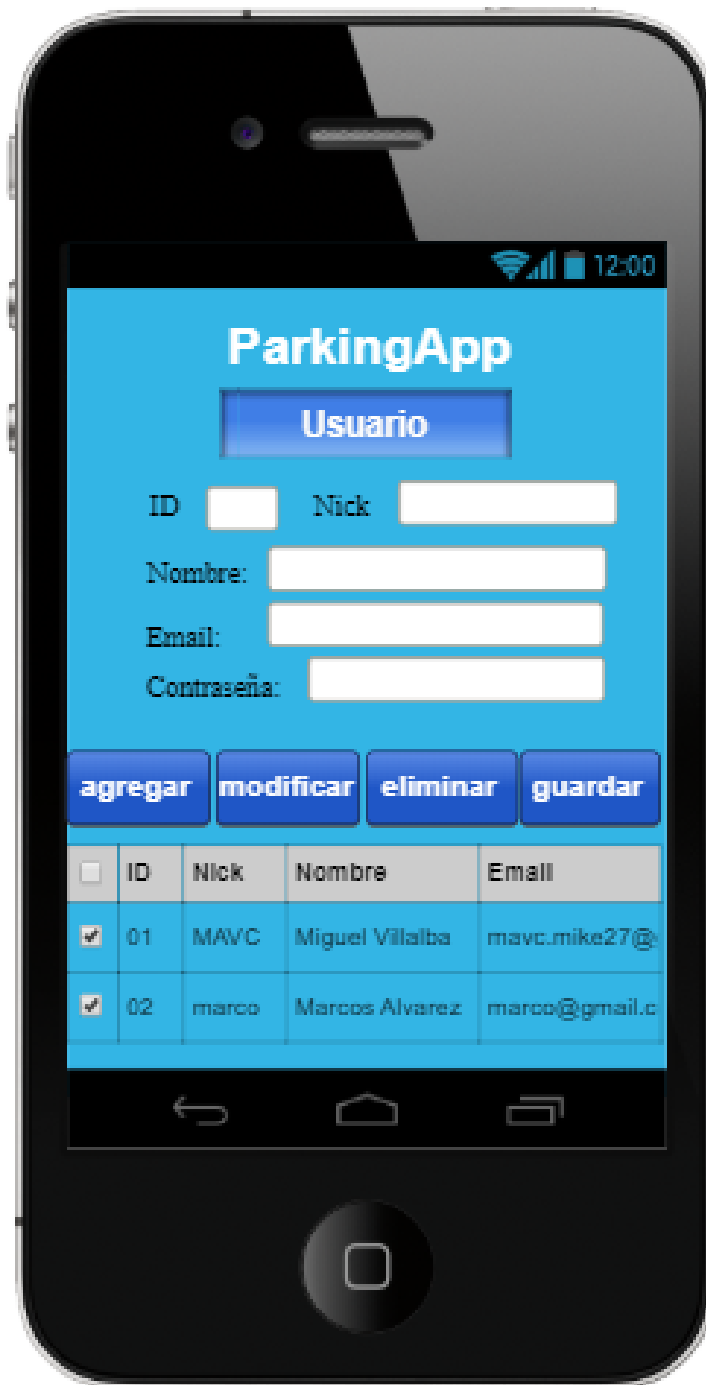 12:00
ParkingApp
Usuario
ID Nick
Nombre:
Email:
Contraseña:
agregar modificar eliminar guardar
ID Nick Nombre Email
01 MAVC Miguel Villalba mavc.mike27@
02 marco Marcos Alvarez marco@gmail.c